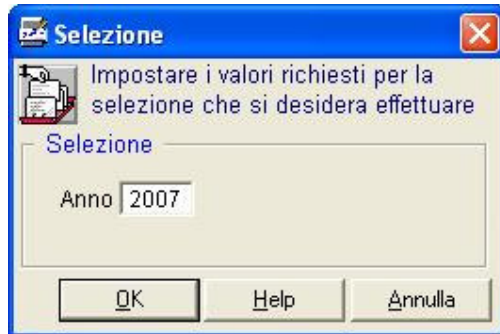 Selezione
Impostare i valori richiesti per la
selezione che si desidera effettuare
Selezione
Anno 2007
OK Help Annulla